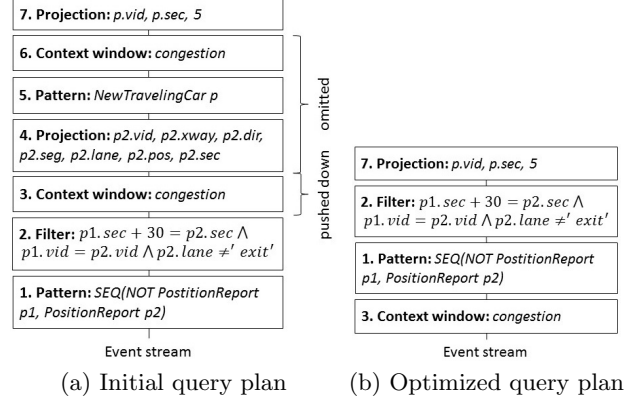 7. Projection: p.vid, p.sec, 5
6. Context window: congestion
5. Pattern: NewTravelingCar p
4. Projection: p2.vid, p2.xway, p2.dir,
p2.seg, p2.lane, p2.pos, p2.sec
3. Context window: congestion
2. Filter: p1.sec + 30 = p2.sec ⋀
p1.vid = p2.vid ⋀ p2.lane ≠′ exit′
1. Pattern: SEQ(NOT PostitionReport
p1, PositionReport p2)
Event stream
(a) Initial query plan
omitted
pushed down
7. Projection: p.vid, p.sec, 5
2. Filter: p1.sec + 30 = p2.sec ⋀
p1.vid = p2.vid ⋀ p2.lane ≠′ exit′
1. Pattern: SEQ(NOT PostitionReport
p1, PositionReport p2)
3. Context window: congestion
Event stream
(b) Optimized query plan